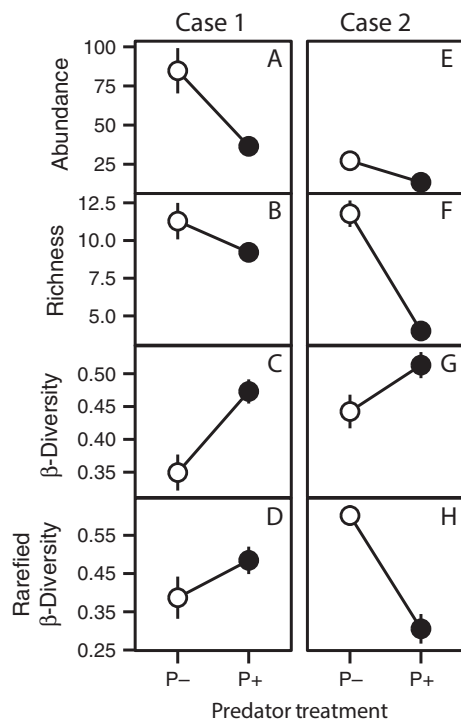 Case 1 Case 2
Abundance
100
75
50
25
A
E
Richness
12.5
10.0
7.5
5.0
B
F
β-Diversity
0.50
0.45
0.40
0.35
C
G
Rarefied
β-Diversity
0.55
0.45
0.35
0.25
D
H
P– P+ P– P+
Predator treatment